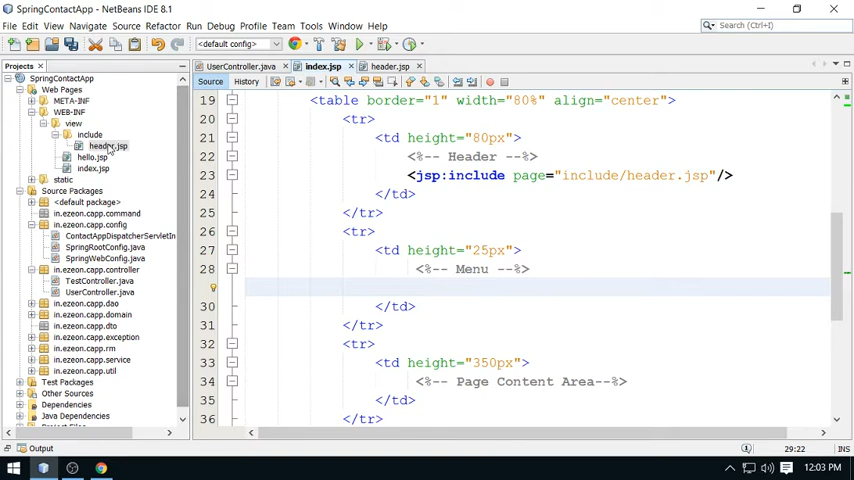 SpringContactApp - NetBeans IDE 8.1
File Edit View Navigate Source Refactor Run Debug Profile Team Tools Window Help
Search (Ctrl+I)
<default config>
Projects
UserController.java index.jsp header.jsp
Source History
SpringContactApp
Web Pages
META-INF
WEB-INF
view
include
header.jsp
hello.jsp
index.jsp
static
Source Packages
<default package>
in.ezeon.capp.command
in.ezeon.capp.config
ContactAppDispatcherServletIn
SpringRootConfig.java
SpringWebConfig.java
in.ezeon.capp.controller
TestController.java
UserController.java
in.ezeon.capp.dao
in.ezeon.capp.domain
in.ezeon.capp.dto
in.ezeon.capp.exception
in.ezeon.capp.rm
in.ezeon.capp.service
in.ezeon.capp.util
Test Packages
Other Sources
Dependencies
Java Dependencies
19 <table border="1" width="80%" align="center">
20 <tr>
21 <td height="80px">
22 <%-- Header --%>
23 <jsp:include page="include/header.jsp"/>
24 </td>
25 </tr>
26 <tr>
27 <td height="25px">
28 <%-- Menu --%>
30 </td>
31 </tr>
32 <tr>
33 <td height="350px">
34 <%-- Page Content Area--%>
35 </td>
36 </tr>
Output
29:22 INS
12:03 PM